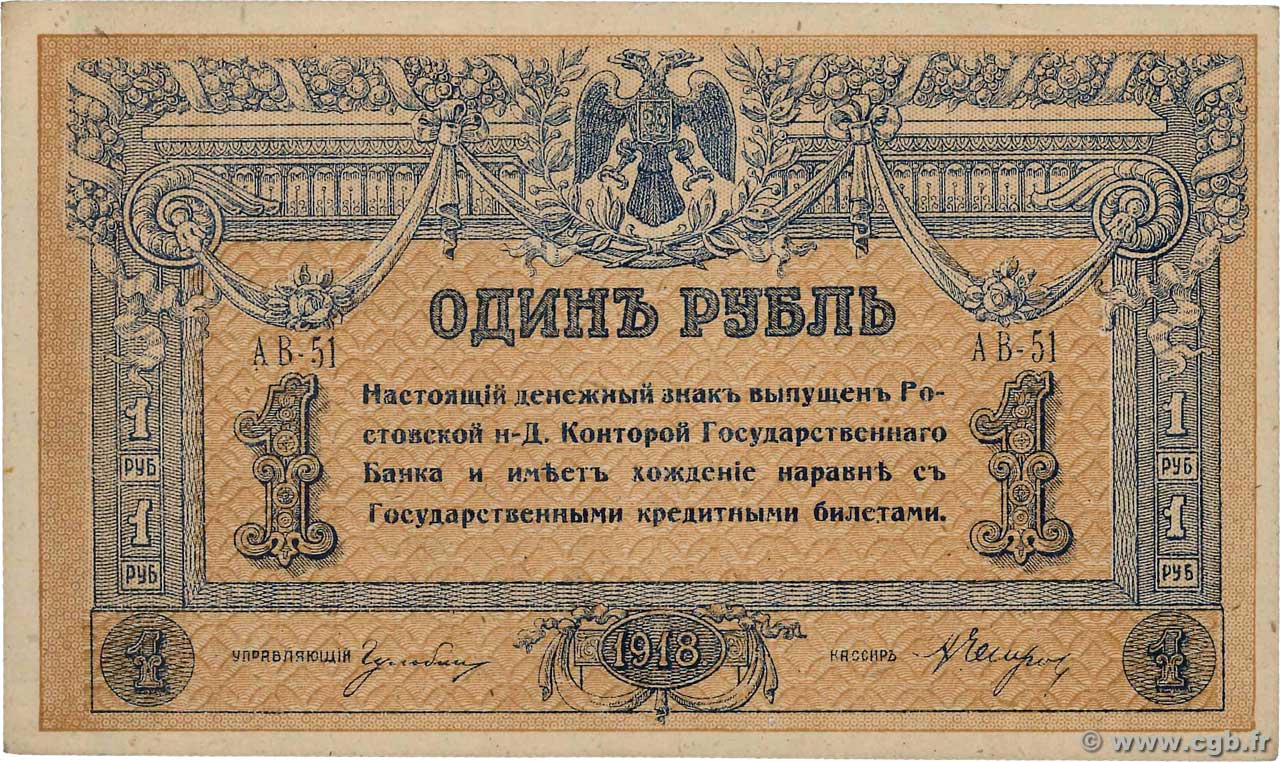 ОДИНЪ РУБЛЬ
АВ-51
АВ-51
1
Настоящій денежный знакъ выпущенъ Ро-
стовской н-Д. Конторой Государственнаго
Банка и имѣетъ хожденіе наравнѣ съ
Государственными кредитными билетами.
1
1
РУБ
1
РУБ
1
РУБ
1
РУБ
1
УПРАВЛЯЮЩІЙ
1918
КАССИРЪ
1
© www.cgb.fr